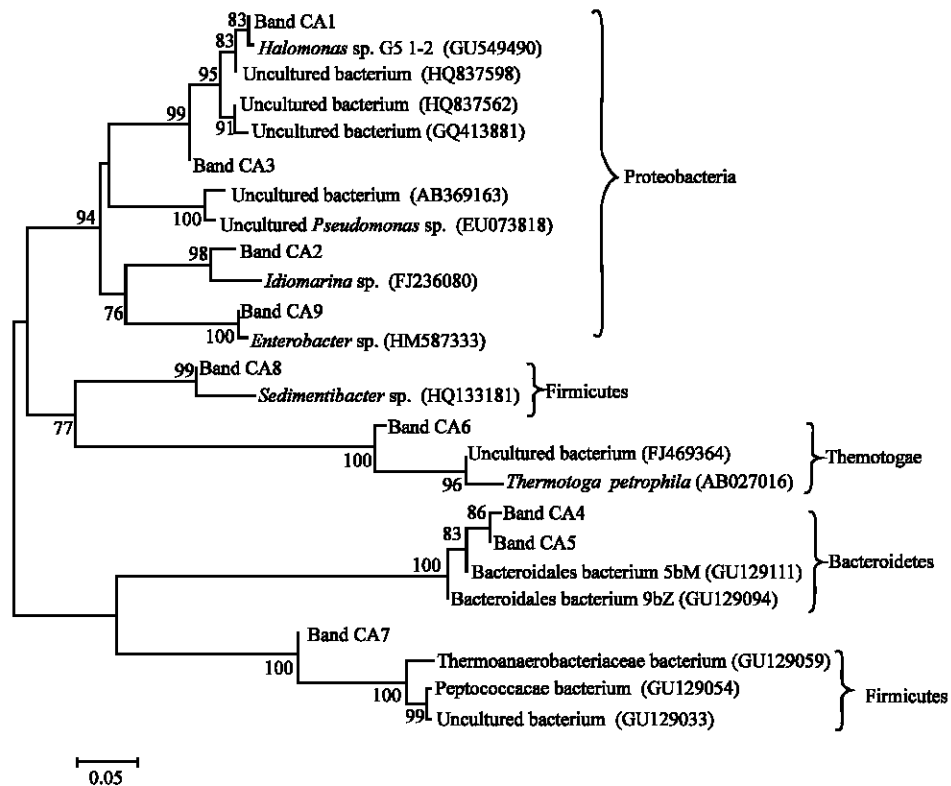 83
Band CA1
83
Halomonas sp. G5 1-2 (GU549490)
95
Uncultured bacterium (HQ837598)
Uncultured bacterium (HQ837562)
99
91
Uncultured bacterium (GQ413881)
Band CA3
Proteobacteria
Uncultured bacterium (AB369163)
94
100
Uncultured Pseudomonas sp. (EU073818)
98
Band CA2
Idiomarina sp. (FJ236080)
76
Band CA9
100
Enterobacter sp. (HM587333)
99
Band CA8
Sedimentibacter sp. (HQ133181)
Firmicutes
77
Band CA6
100
Uncultured bacterium (FJ469364)
Themotogae
96
Thermotoga petrophila (AB027016)
86
Band CA4
83
Band CA5
100
Bacteroidales bacterium 5bM (GU129111)
Bacteroidetes
Bacteroidales bacterium 9bZ (GU129094)
Band CA7
100
Thermoanaerobacteriaceae bacterium (GU129059)
100
Peptococcacae bacterium (GU129054)
Firmicutes
99
Uncultured bacterium (GU129033)
0.05